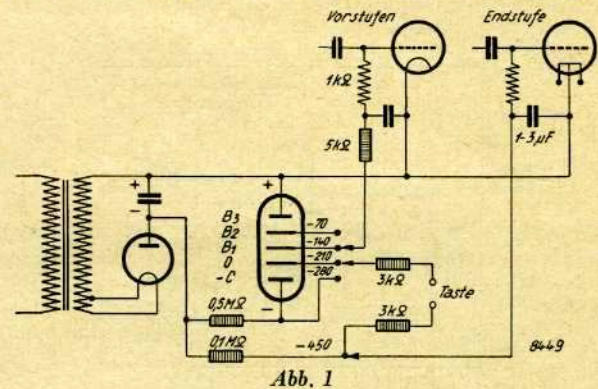 Vorstufen
Endstufe
1kΩ
5kΩ
1-3µF
+
-
+
B3
B2
B1
0
-C
-70
-140
-210
-280
-
0,5MΩ
0,1MΩ
3kΩ
3kΩ
Taste
-450
8449
Abb. 1